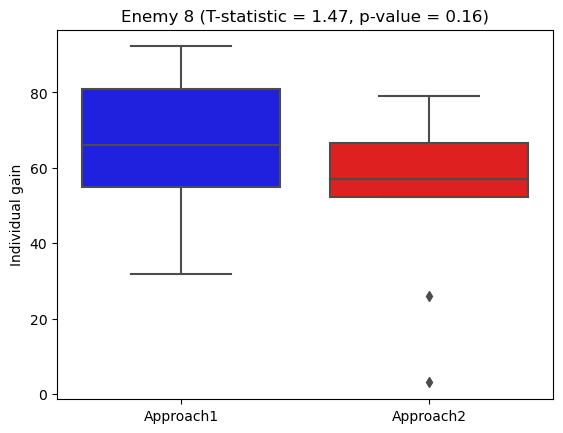 Enemy 8 (T-statistic = 1.47, p-value = 0.16)
Individual gain
80
60
40
20
0
Approach1
Approach2